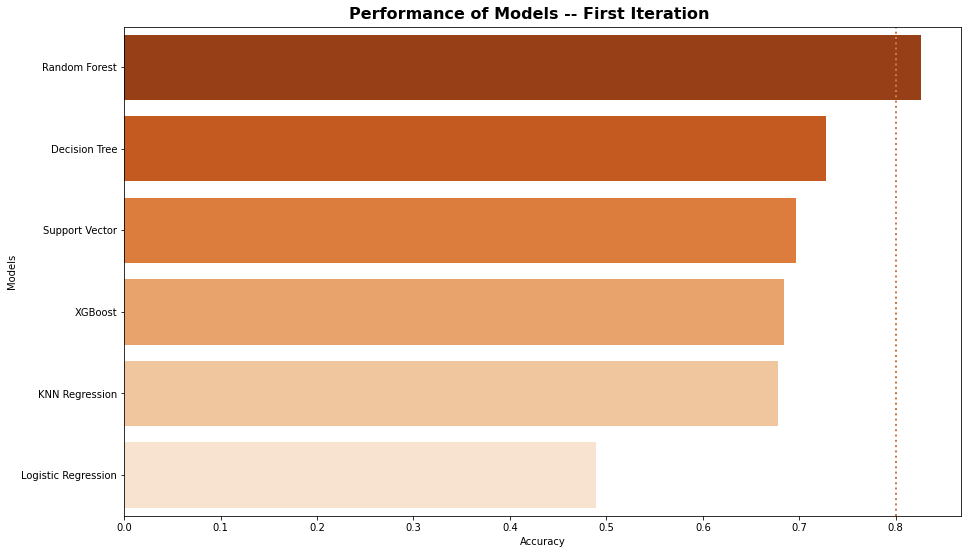 Performance of Models -- First Iteration
Random Forest
Decision Tree
Support Vector
XGBoost
KNN Regression
Logistic Regression
Models
0.0 0.1 0.2 0.3 0.4 0.5 0.6 0.7 0.8
Accuracy